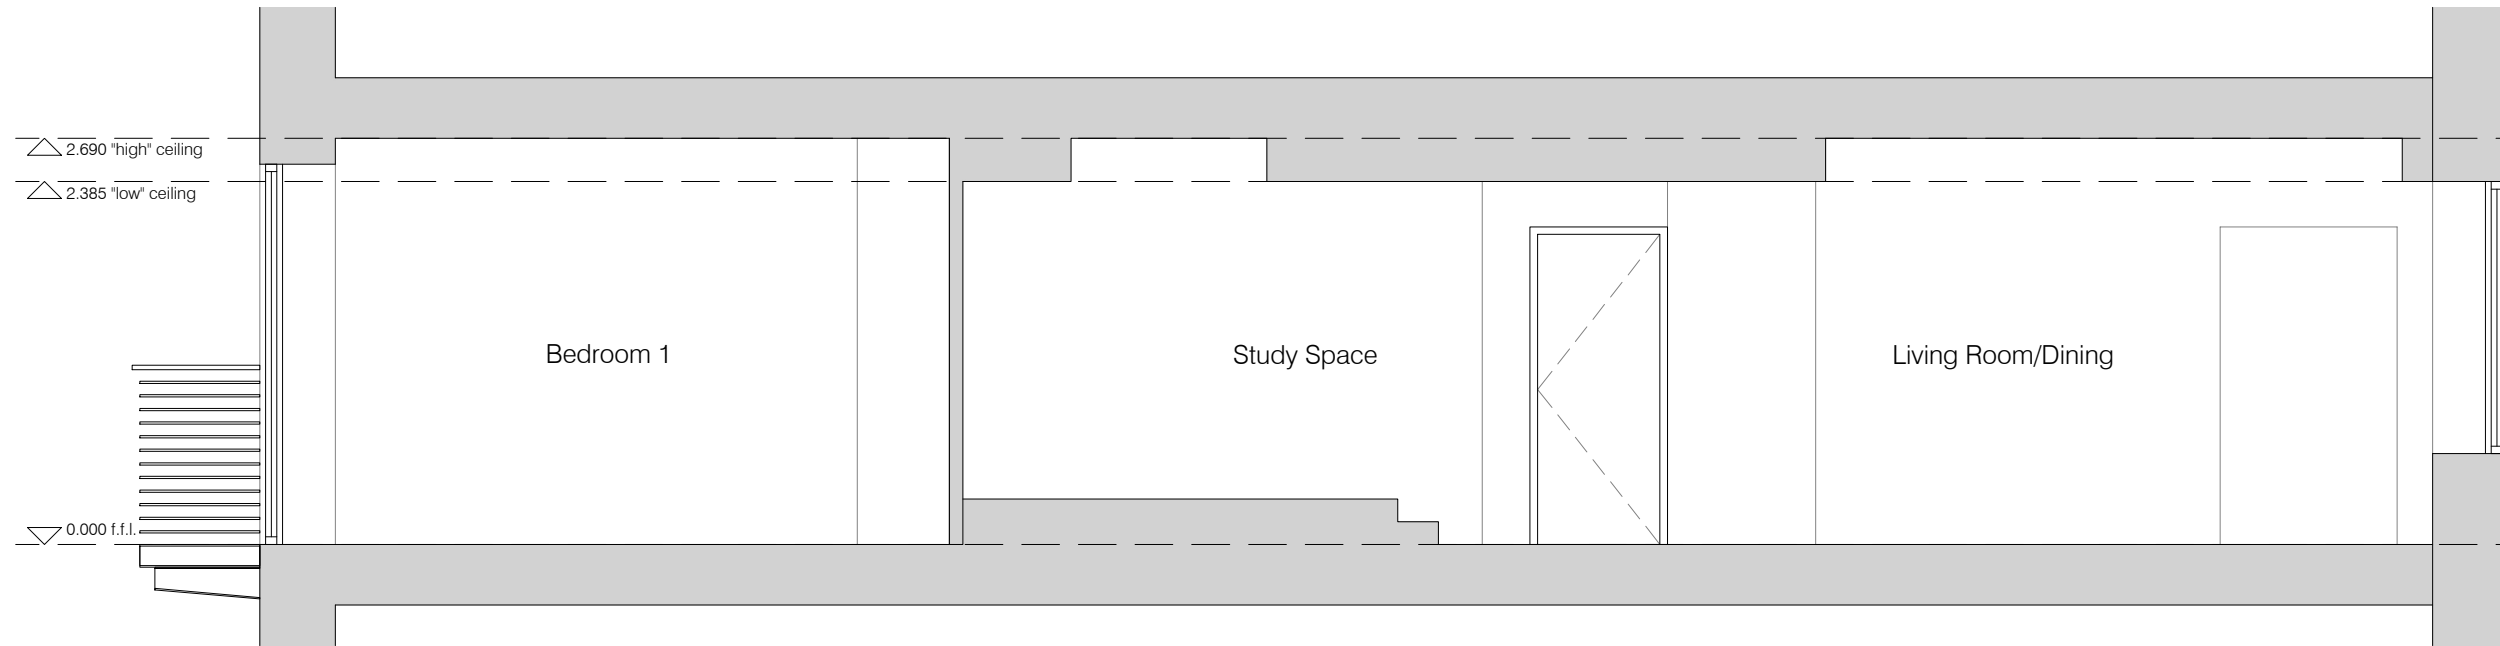 2.690 "high" ceiling
2.385 "low" ceiling
Bedroom 1
Study Space
Living Room/Dining
0.000 f.f.l.